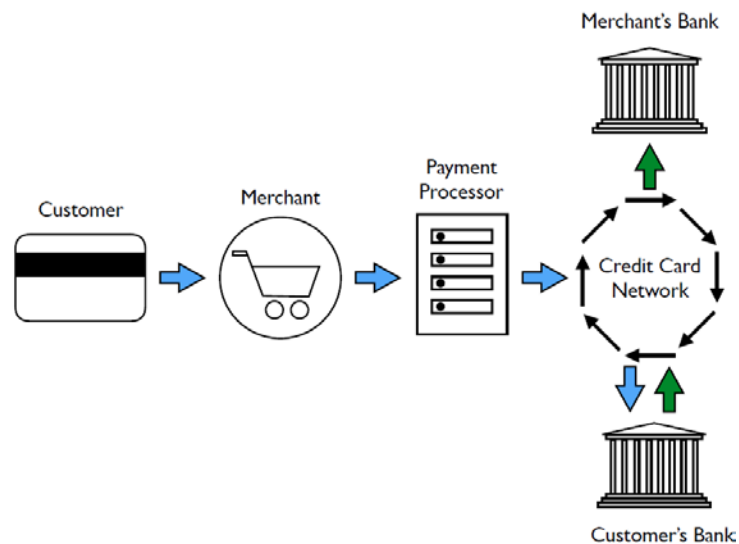 Merchant's Bank
Payment
Processor
Merchant
Customer
Credit Card
Network
Customer's Bank